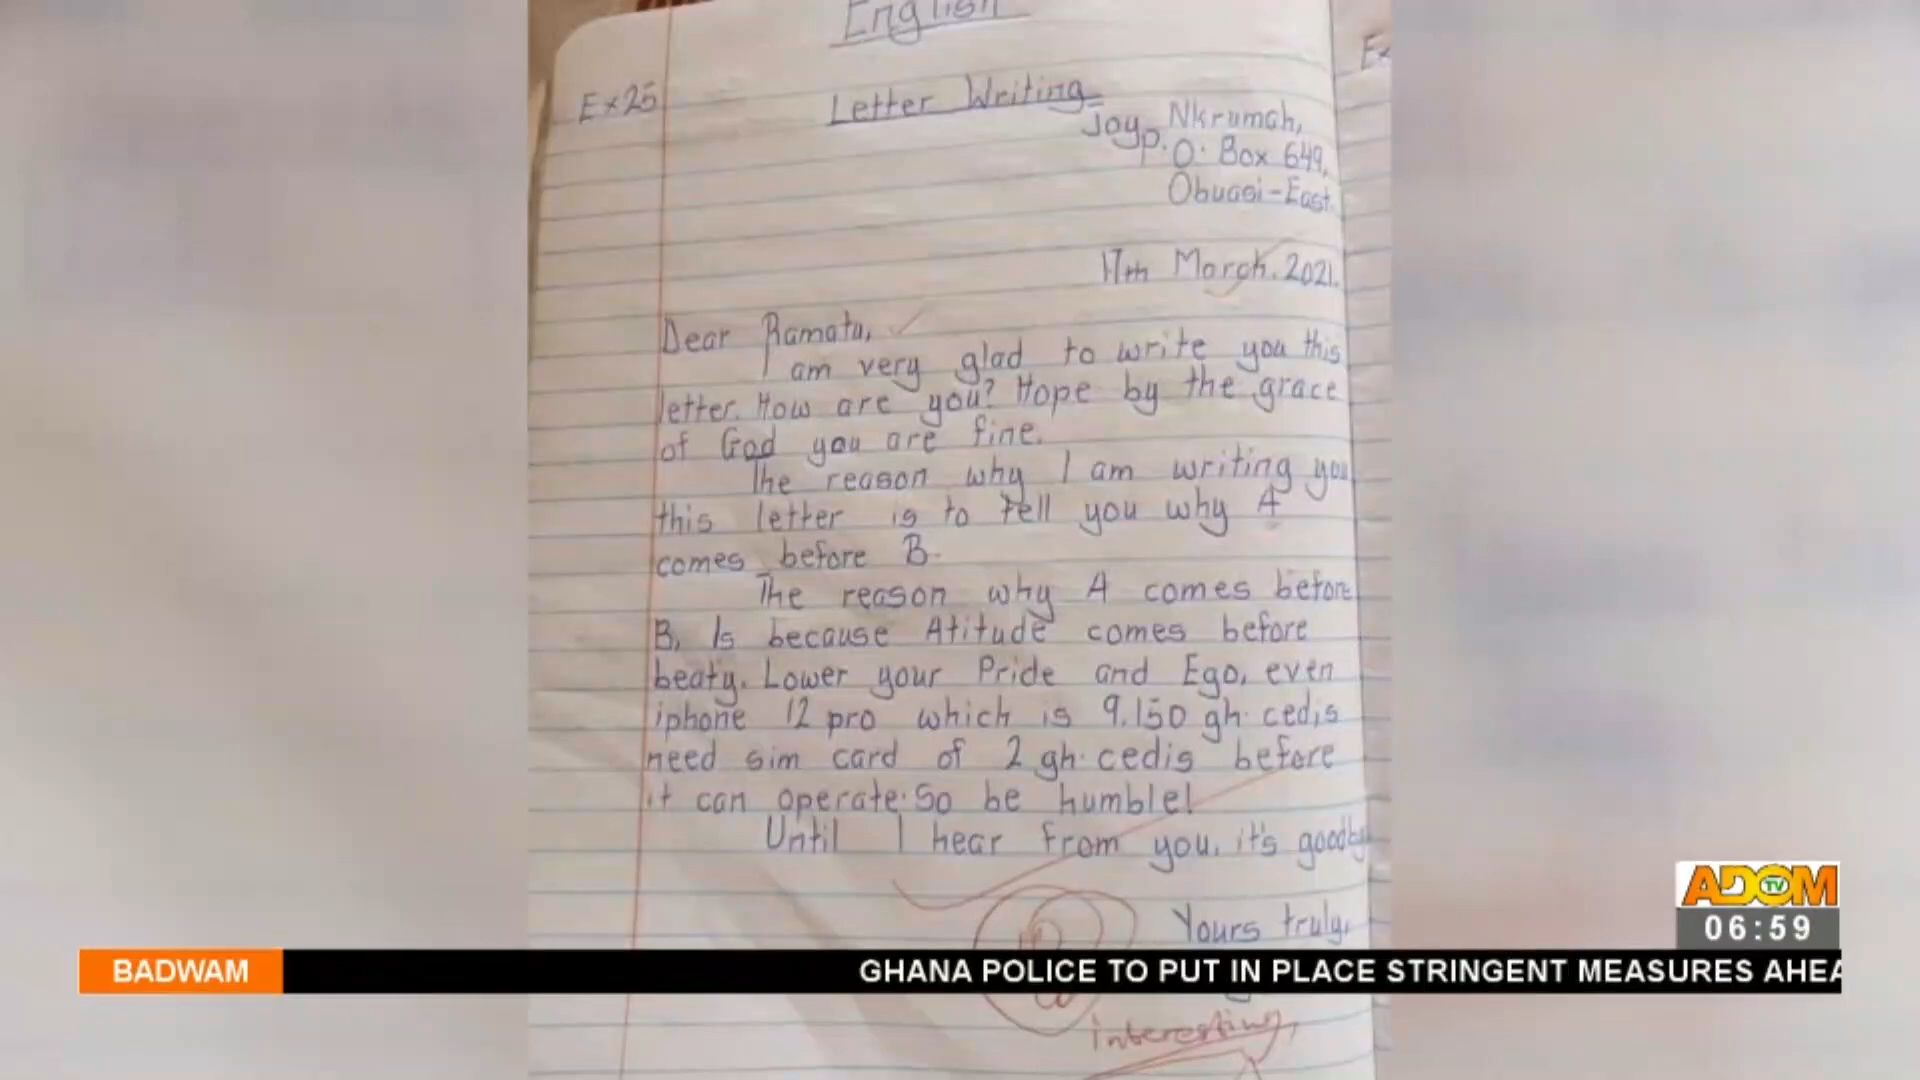 English
Ex 25
Letter Writing
Joy Nkrumah,
P. O. Box 649,
Obuasi-East.
17th March. 2021.
Dear Ramatu,
I am very glad to write you this
letter. How are you? Hope by the grace
of God you are fine.
The reason why I am writing you
this letter is to tell you why A
comes before B.
The reason why A comes before
B, Is because Atitude comes before
beaty. Lower your Pride and Ego, even
iphone 12 pro which is 9,150 gh. cedis
need sim card of 2 gh. cedis before
it can operate. So be humble!
Until I hear from you, it's goodby
Yours truly,
interesting,
ADOM TV
06:59
BADWAM
GHANA POLICE TO PUT IN PLACE STRINGENT MEASURES AHEA